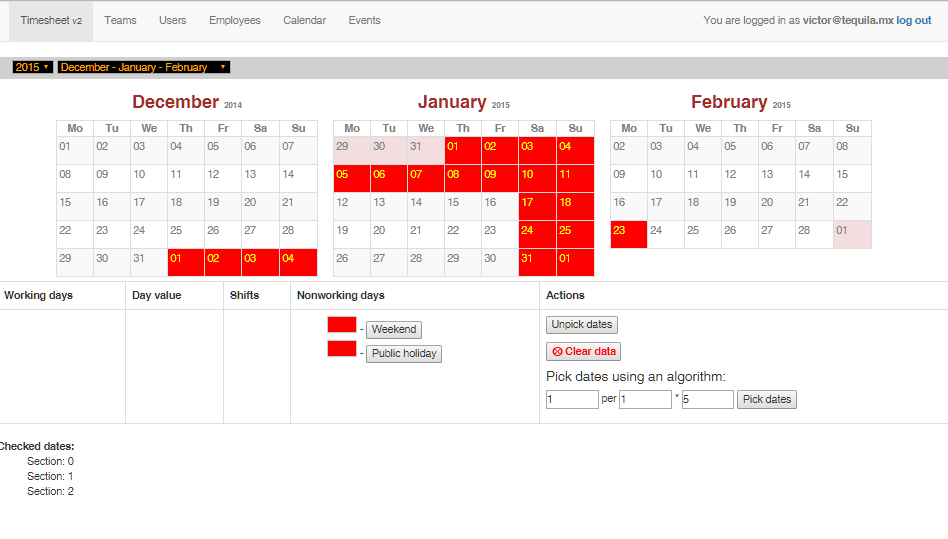 Timesheet v2 Teams Users Employees Calendar Events You are logged in as victor@tequila.mx log out
2015 December - January - February
December 2014 January 2015 February 2015
Mo Tu We Th Fr Sa Su Mo Tu We Th Fr Sa Su Mo Tu We Th Fr Sa Su
01 02 03 04 05 06 07 29 30 31 01 02 03 04 02 03 04 05 06 07 08
08 09 10 11 12 13 14 05 06 07 08 09 10 11 09 10 11 12 13 14 15
15 16 17 18 19 20 21 12 13 14 15 16 17 18 16 17 18 19 20 21 22
22 23 24 25 26 27 28 19 20 21 22 23 24 25 23 24 25 26 27 28 01
29 30 31 01 02 03 04 26 27 28 29 30 31 01
Working days Day value Shifts Nonworking days Actions
- Weekend Unpick dates
- Public holiday Clear data
Pick dates using an algorithm:
1 per 1 * 5 Pick dates
Checked dates:
Section: 0
Section: 1
Section: 2